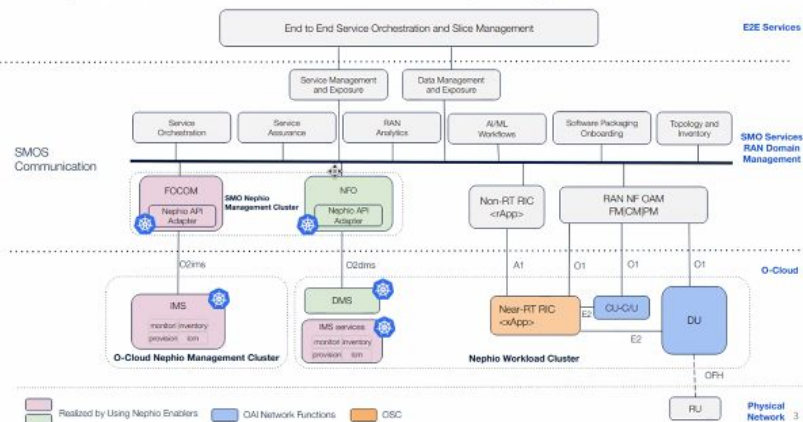 End to End Service Orchestration and Slice Management
E2E Services
Service Management
and Exposure
Data Management
and Exposure
Service
Orchestration
Service
Assurance
RAN
Analytics
AI/ML
Workflows
Software Packaging
Onboarding
Topology and
Inventory
SMOS
Communication
SMO Services
RAN Domain
Management
FOCOM
Nephio API
Adapter
SMO Nephio
Management Cluster
NFO
Nephio API
Adapter
Non-RT RIC
<rApp>
RAN NF OAM
FM|CM|PM
O2ims
O2dms
A1
O1
O1
O1
O-Cloud
IMS
monitori inventory
provision lcm
O-Cloud Nephio Management Cluster
DMS
IMS services
monitori inventory
provision lcm
Near-RT RIC
<xApp>
E2
CU-C/U
DU
E2
Nephio Workload Cluster
OFH
RU
Physical
Network
3
Realized by Using Nephio Enablers
OAI Network Functions
OSC